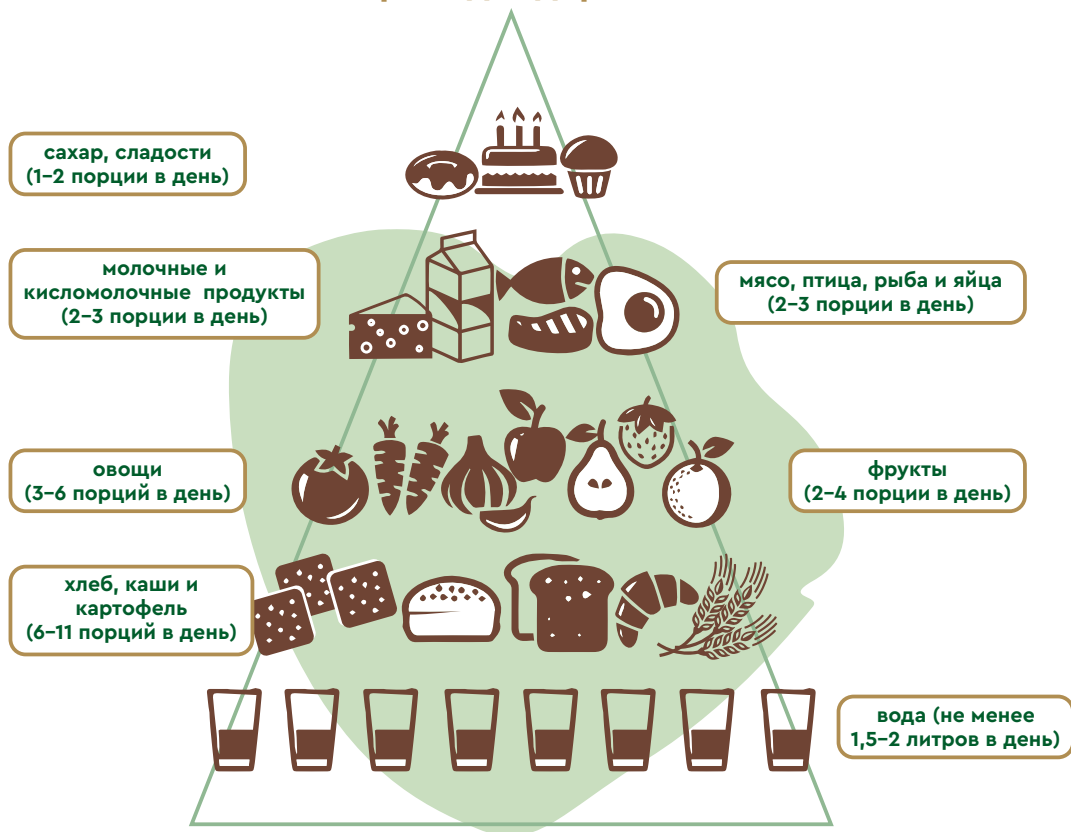 сахар, сладости
(1–2 порции в день)
молочные и
кисломолочные продукты
(2–3 порции в день)
мясо, птица, рыба и яйца
(2–3 порции в день)
овощи
(3–6 порций в день)
фрукты
(2–4 порции в день)
хлеб, каши и
картофель
(6–11 порций в день)
вода (не менее
1,5–2 литров в день)